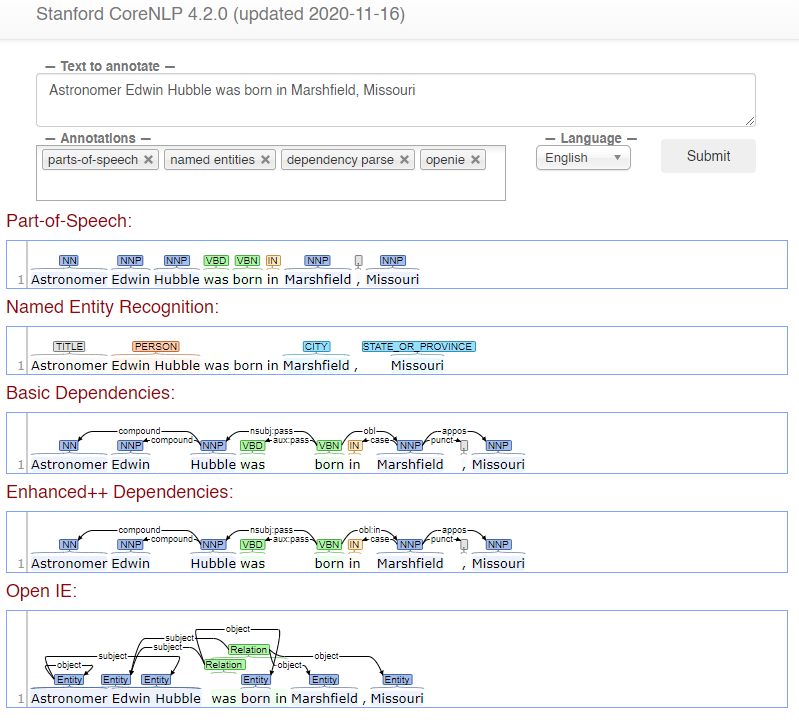 Stanford CoreNLP 4.2.0 (updated 2020-11-16)
— Text to annotate —
Astronomer Edwin Hubble was born in Marshfield, Missouri
— Annotations — — Language —
parts-of-speech × named entities × dependency parse × openie × English ▼ Submit
Part-of-Speech:
NN NNP NNP VBD VBN IN NNP , NNP
1 Astronomer Edwin Hubble was born in Marshfield , Missouri
Named Entity Recognition:
TITLE PERSON CITY STATE_OR_PROVINCE
1 Astronomer Edwin Hubble was born in Marshfield , Missouri
Basic Dependencies:
compound nsubj:pass obl appos
compound aux:pass case punct
NN NNP NNP VBD VBN IN NNP , NNP
1 Astronomer Edwin Hubble was born in Marshfield , Missouri
Enhanced++ Dependencies:
compound nsubj:pass obl:in appos
compound aux:pass case punct
NN NNP NNP VBD VBN IN NNP , NNP
1 Astronomer Edwin Hubble was born in Marshfield , Missouri
Open IE:
object
subject
subject Relation
subject object
object Relation object
Entity Entity Entity Entity Entity Entity
1 Astronomer Edwin Hubble was born in Marshfield , Missouri